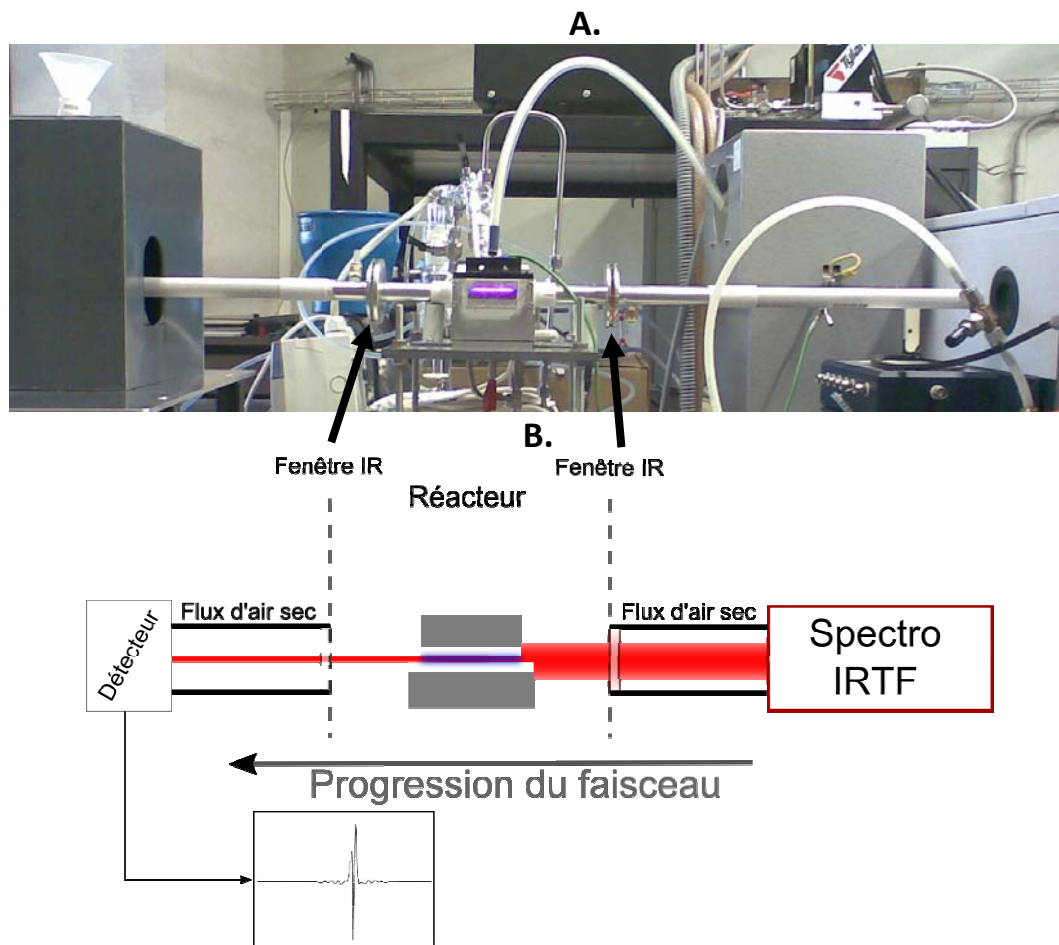 A.
B.
Fenêtre IR
Fenêtre IR
Réacteur
Flux d'air sec
Flux d'air sec
Détecteur
Spectro
IRTF
Progression du faisceau